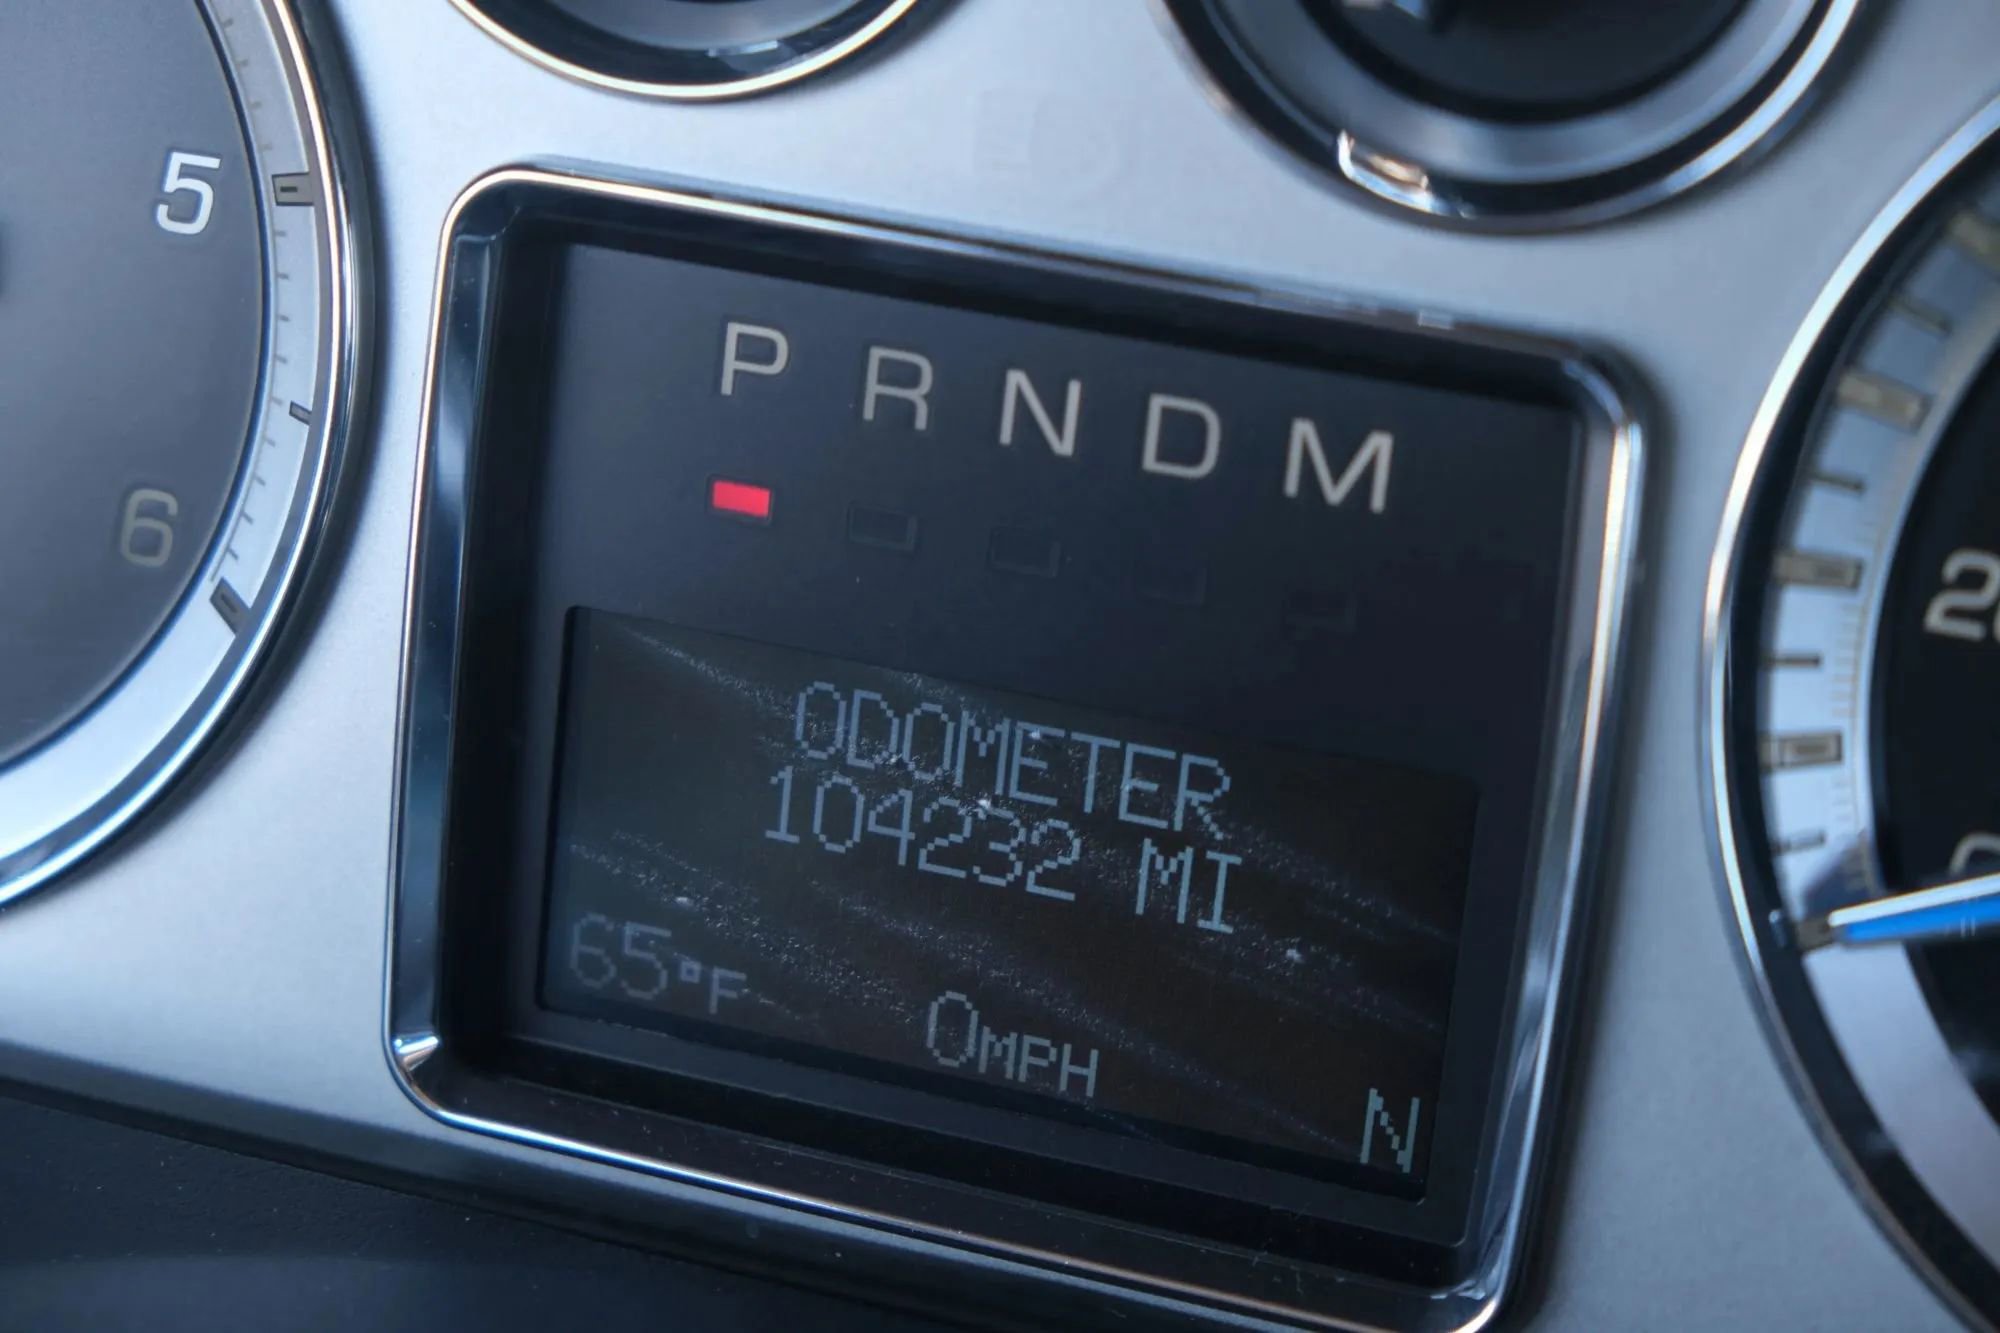 5
6
P R N D M
ODOMETER
104232 MI
65°F
0MPH
N